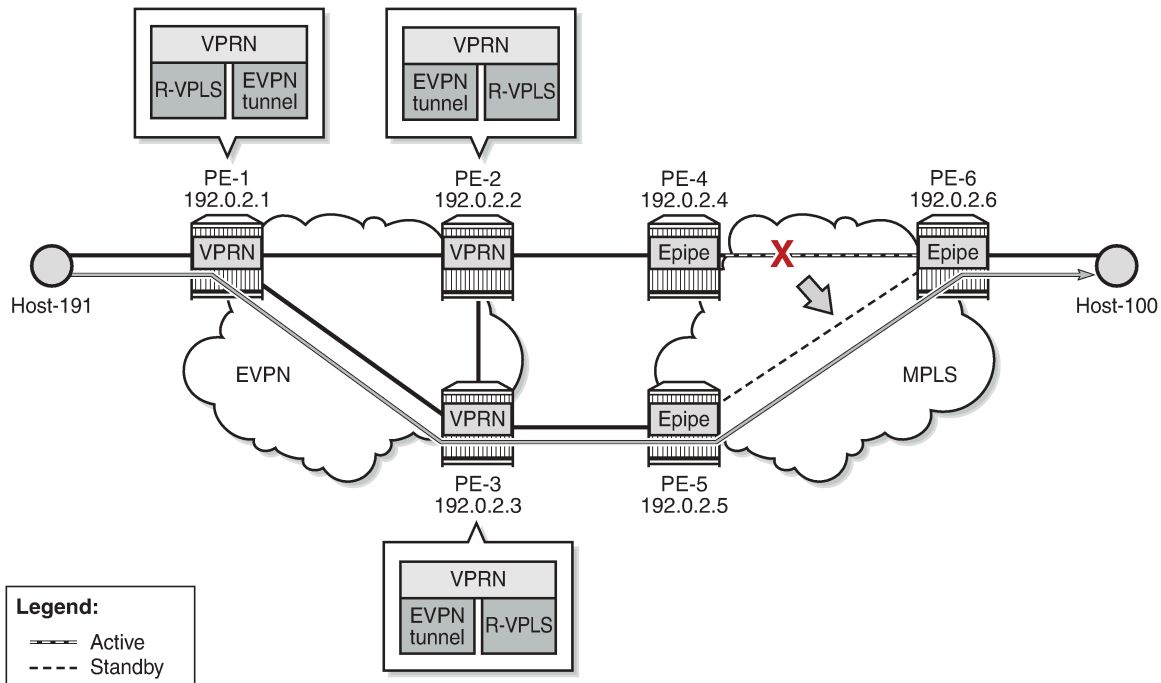 VPRN
R-VPLS
EVPN
tunnel
VPRN
EVPN
tunnel
R-VPLS
PE-1
192.0.2.1
PE-2
192.0.2.2
PE-4
192.0.2.4
PE-6
192.0.2.6
VPRN
VPRN
Epipe
X
Epipe
Host-191
Host-100
EVPN
MPLS
VPRN
Epipe
PE-3
192.0.2.3
PE-5
192.0.2.5
VPRN
EVPN
tunnel
R-VPLS
Legend:
Active
Standby